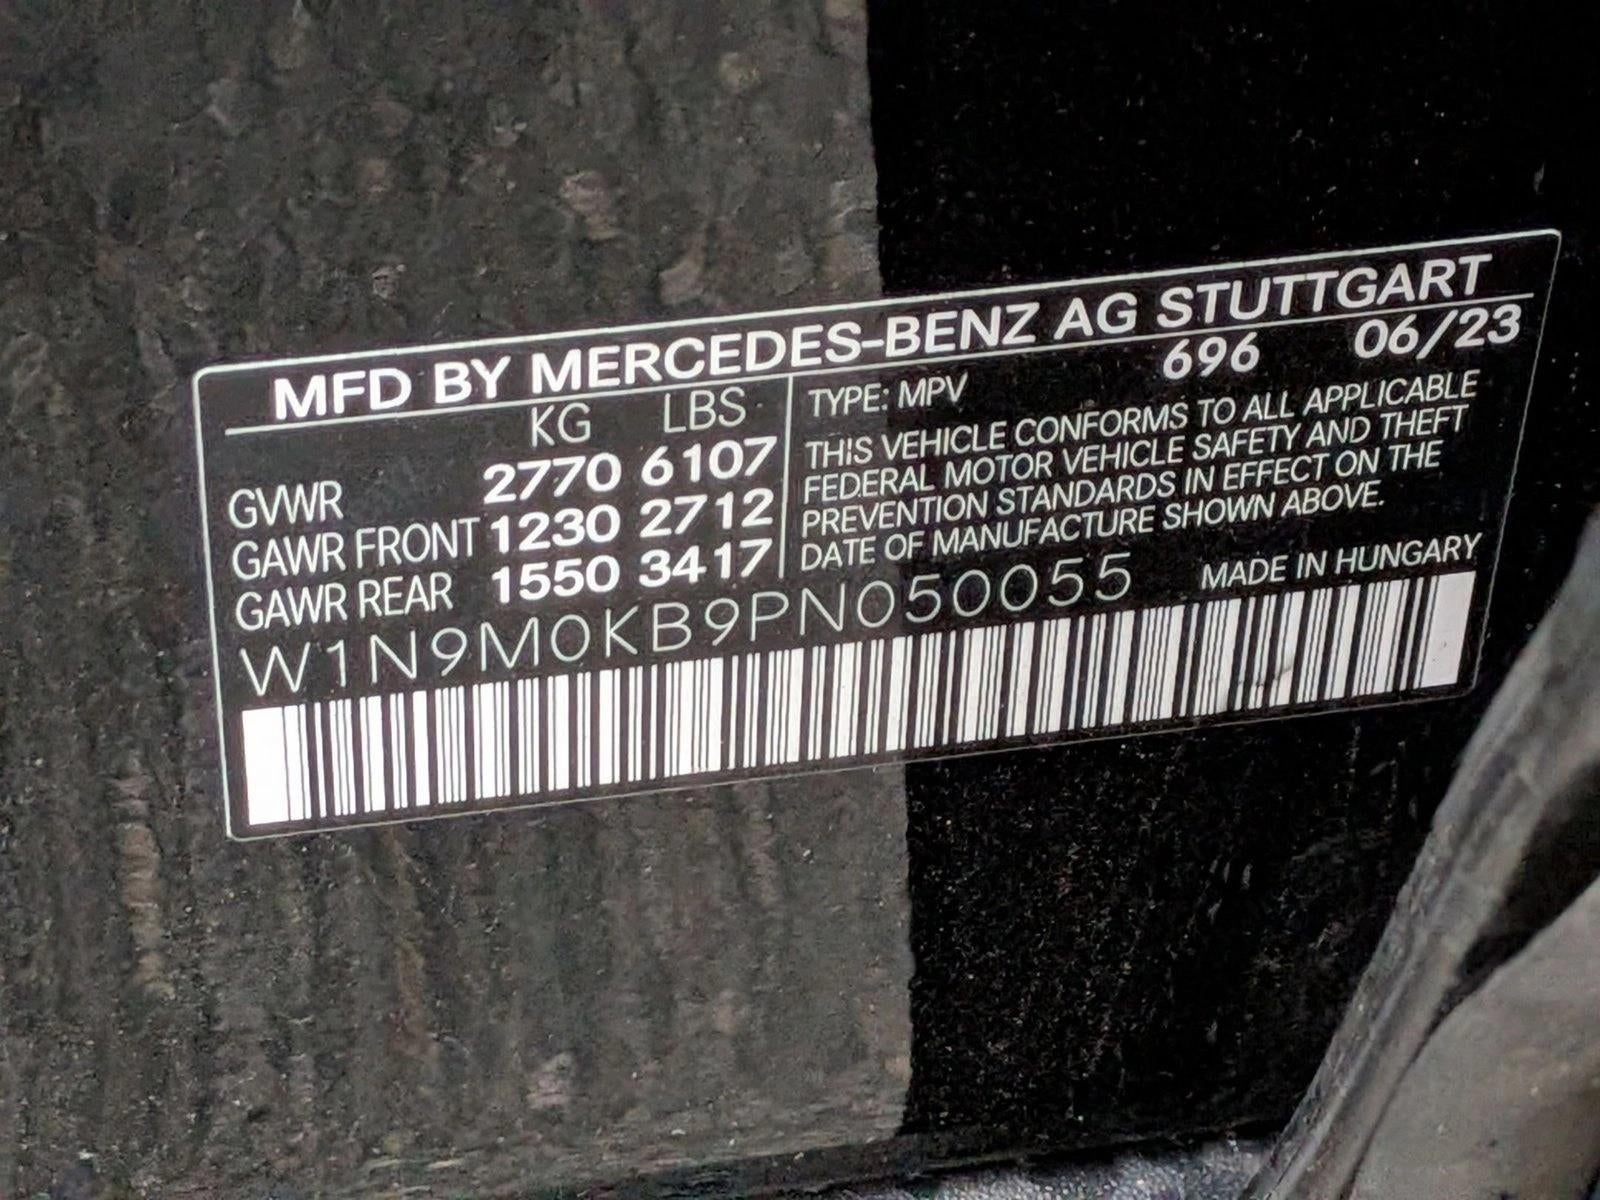 MFD BY MERCEDES-BENZ AG STUTTGART
KG LBS
GVWR 2770 6107
GAWR FRONT 1230 2712
GAWR REAR 1550 3417
696 06/23
TYPE: MPV
THIS VEHICLE CONFORMS TO ALL APPLICABLE
FEDERAL MOTOR VEHICLE SAFETY AND THEFT
PREVENTION STANDARDS IN EFFECT ON THE
DATE OF MANUFACTURE SHOWN ABOVE.
W1N9M0KB9PN050055 MADE IN HUNGARY